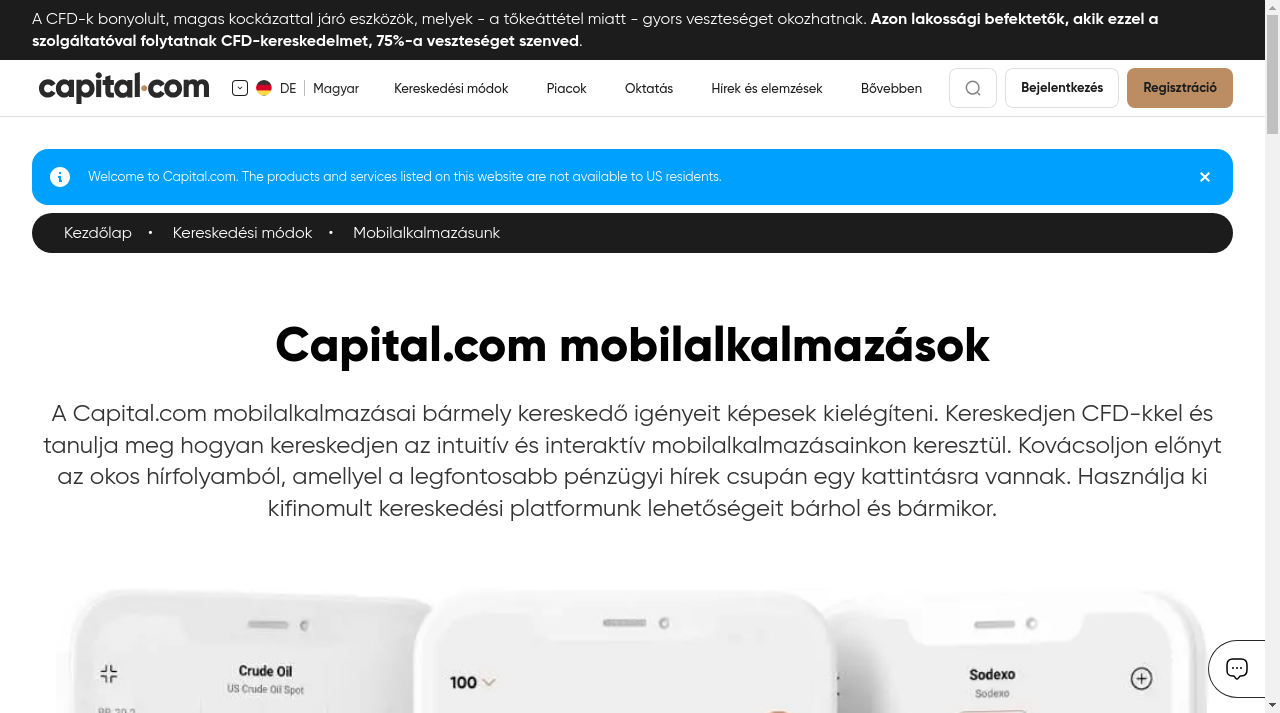 A CFD-k bonyolult, magas kockázattal járó eszközök, melyek - a tőkeáttétel miatt - gyors veszteséget okozhatnak. Azon lakossági befektetők, akik ezzel a
szolgáltatóval folytatnak CFD-kereskedelmet, 75%-a veszteséget szenved.
capital.com DE Magyar Kereskedési módok Piacok Oktatás Hírek és elemzések Bővebben Bejelentkezés Regisztráció
Welcome to Capital.com. The products and services listed on this website are not available to US residents.
Kezdőlap • Kereskedési módok • Mobilalkalmazásunk
Capital.com mobilalkalmazások
A Capital.com mobilalkalmazásai bármely kereskedő igényeit képesek kielégíteni. Kereskedjen CFD-kkel és
tanulja meg hogyan kereskedjen az intuitív és interaktív mobilalkalmazásainkon keresztül. Kovácsoljon előnyt
az okos hírfolyamból, amellyel a legfontosabb pénzügyi hírek csupán egy kattintásra vannak. Használja ki
kifinomult kereskedési platformunk lehetőségeit bárhol és bármikor.
Crude Oil
US Crude Oil Spot
100
Sodexo
Sodexo